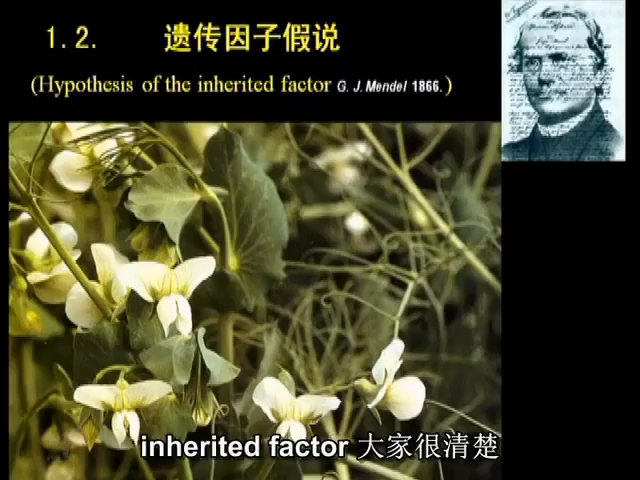 1.2. 遗传因子假说
(Hypothesis of the inherited factor G. J. Mendel 1866.)
inherited factor 大家很清楚